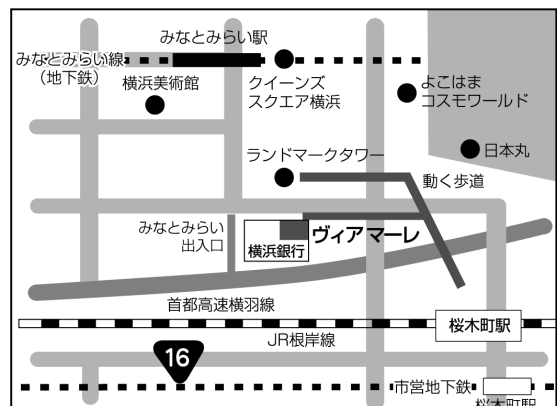 みなとみらい駅
みなとみらい線
（地下鉄）
横浜美術館
クイーンズ
スクエア横浜
よこはま
コスモワールド
日本丸
ランドマークタワー
動く歩道
みなとみらい
出入口
横浜銀行
ヴィアマーレ
首都高速横羽線
桜木町駅
JR根岸線
16
市営地下鉄
桜木町駅